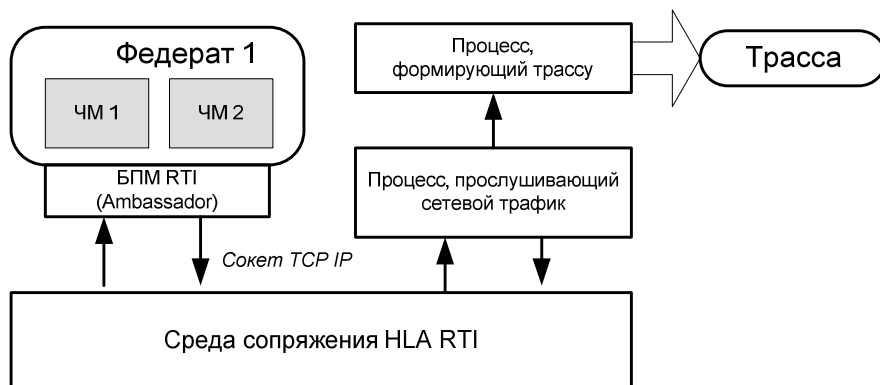 Федерат 1
ЧМ 1
ЧМ 2
БПМ RTI
(Ambassador)
Процесс,
формирующий трассу
Трасса
Процесс, прослушивающий
сетевой трафик
Сокет TCP IP
Среда сопряжения HLA RTI